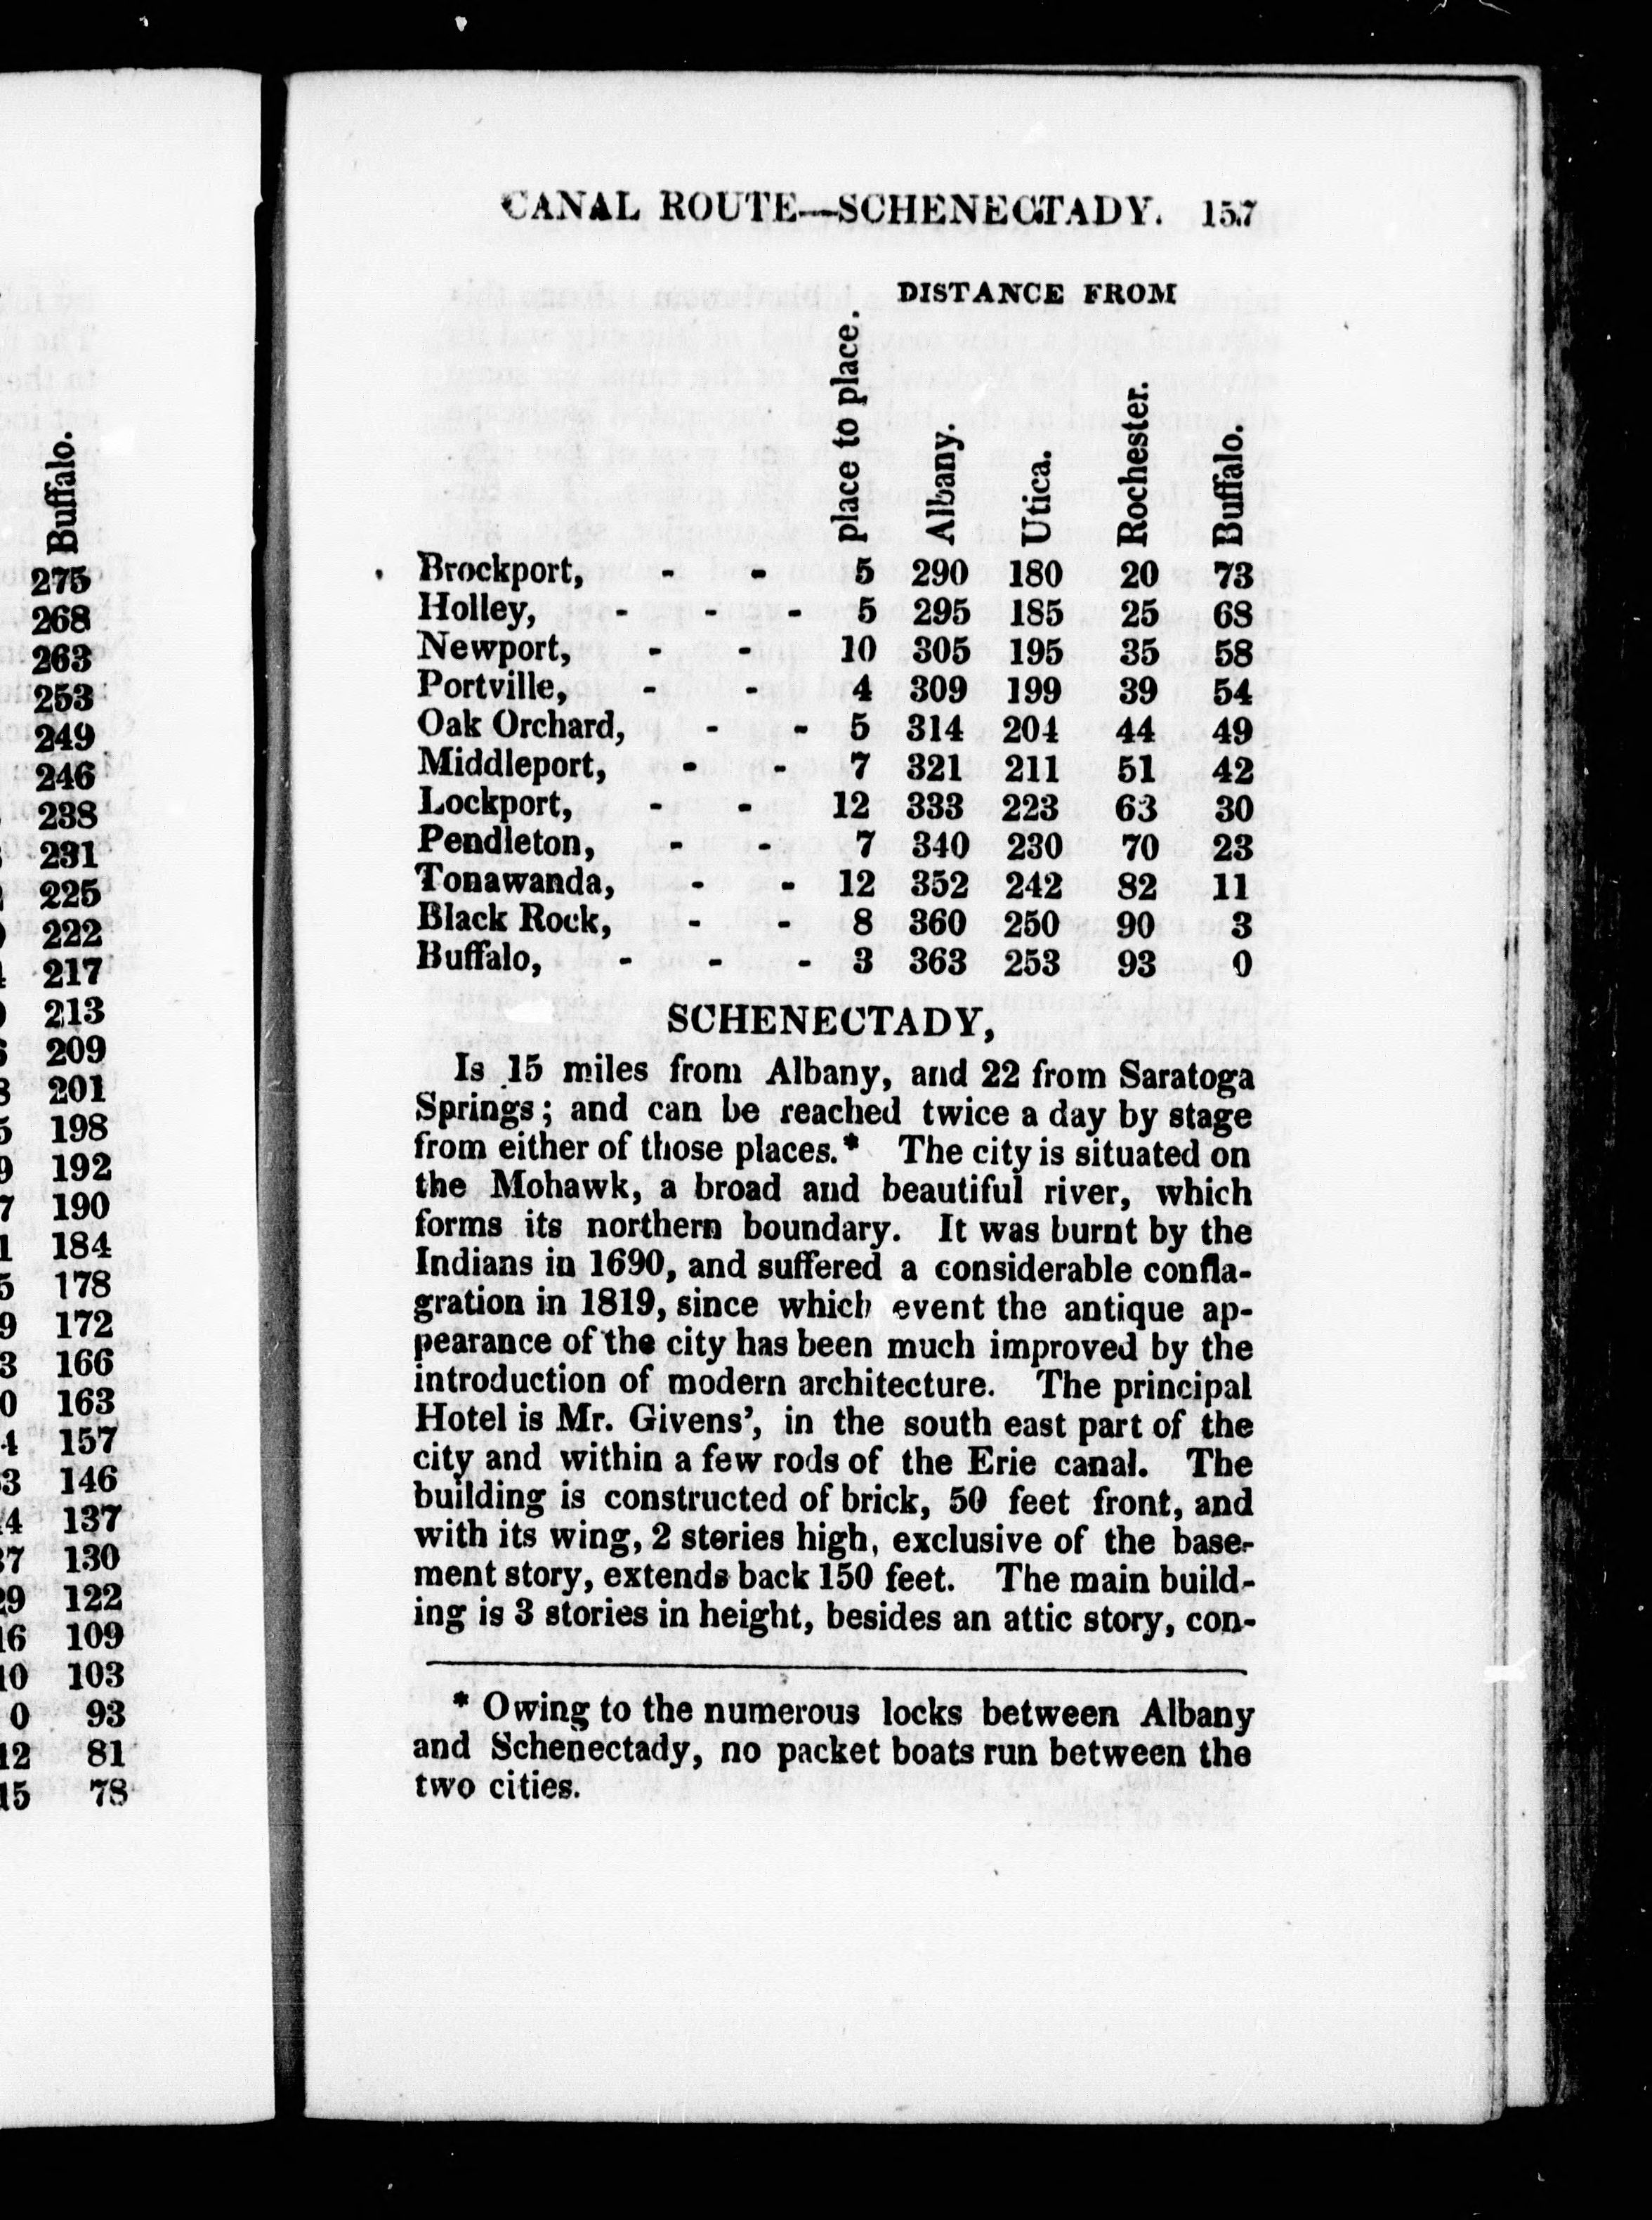 Buffalo.
275
268
263
253
249
246
238
231
225
222
217
213
209
201
198
192
190
184
178
172
166
163
157
146
137
130
122
16 109
10 103
0 93
12 81
15 78
CANAL ROUTE—SCHENECTADY. 157
DISTANCE FROM
place to place. Albany. Utica. Rochester. Buffalo.
Brockport, - - 5 290 180 20 73
Holley, - - - 5 295 185 25 68
Newport, - - 10 305 195 35 58
Portville, - - 4 309 199 39 54
Oak Orchard, - - 5 314 204 44 49
Middleport, - - 7 321 211 51 42
Lockport, - - 12 333 223 63 30
Pendleton, - - 7 340 230 70 23
Tonawanda, - - 12 352 242 82 11
Black Rock, - - 8 360 250 90 3
Buffalo, - - - 3 363 253 93 0
SCHENECTADY,
Is 15 miles from Albany, and 22 from Saratoga
Springs; and can be reached twice a day by stage
from either of those places.* The city is situated on
the Mohawk, a broad and beautiful river, which
forms its northern boundary. It was burnt by the
Indians in 1690, and suffered a considerable confla-
gration in 1819, since which event the antique ap-
pearance of the city has been much improved by the
introduction of modern architecture. The principal
Hotel is Mr. Givens', in the south east part of the
city and within a few rods of the Erie canal. The
building is constructed of brick, 50 feet front, and
with its wing, 2 stories high, exclusive of the base-
ment story, extends back 150 feet. The main build-
ing is 3 stories in height, besides an attic story, con-
* Owing to the numerous locks between Albany
and Schenectady, no packet boats run between the
two cities.